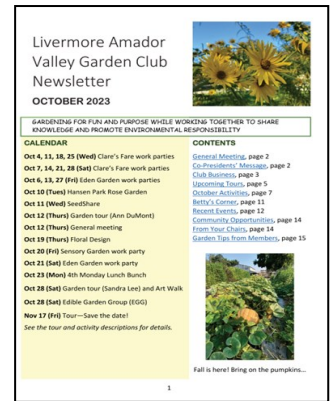 Livermore Amador
Valley Garden Club
Newsletter
OCTOBER 2023
GARDENING FOR FUN AND PURPOSE WHILE WORKING TOGETHER TO SHARE
KNOWLEDGE AND PROMOTE ENVIRONMENTAL RESPONSIBILITY
CALENDAR
Oct 4, 11, 18, 25 (Wed) Clare's Fare work parties
Oct 7, 14, 21, 28 (Sat) Clare's Fare work parties
Oct 6, 13, 27 (Fri) Eden Garden work parties
Oct 10 (Tues) Hansen Park Rose Garden
Oct 11 (Wed) SeedShare
Oct 12 (Thurs) Garden tour (Ann DuMont)
Oct 12 (Thurs) General meeting
Oct 19 (Thurs) Floral Design
Oct 20 (Fri) Sensory Garden work party
Oct 21 (Sat) Eden Garden work party
Oct 23 (Mon) 4th Monday Lunch Bunch
Oct 28 (Sat) Garden tour (Sandra Lee) and Art Walk
Oct 28 (Sat) Edible Garden Group (EGG)
Nov 17 (Fri) Tour—Save the date!
See the tour and activity descriptions for details.
CONTENTS
General Meeting, page 2
Co-Presidents' Message, page 2
Club Business, page 3
Upcoming Tours, page 5
October Activities, page 7
Betty's Corner, page 11
Recent Events, page 12
Community Opportunities, page 14
From Your Chairs, page 14
Garden Tips from Members, page 15
Fall is here! Bring on the pumpkins...
1